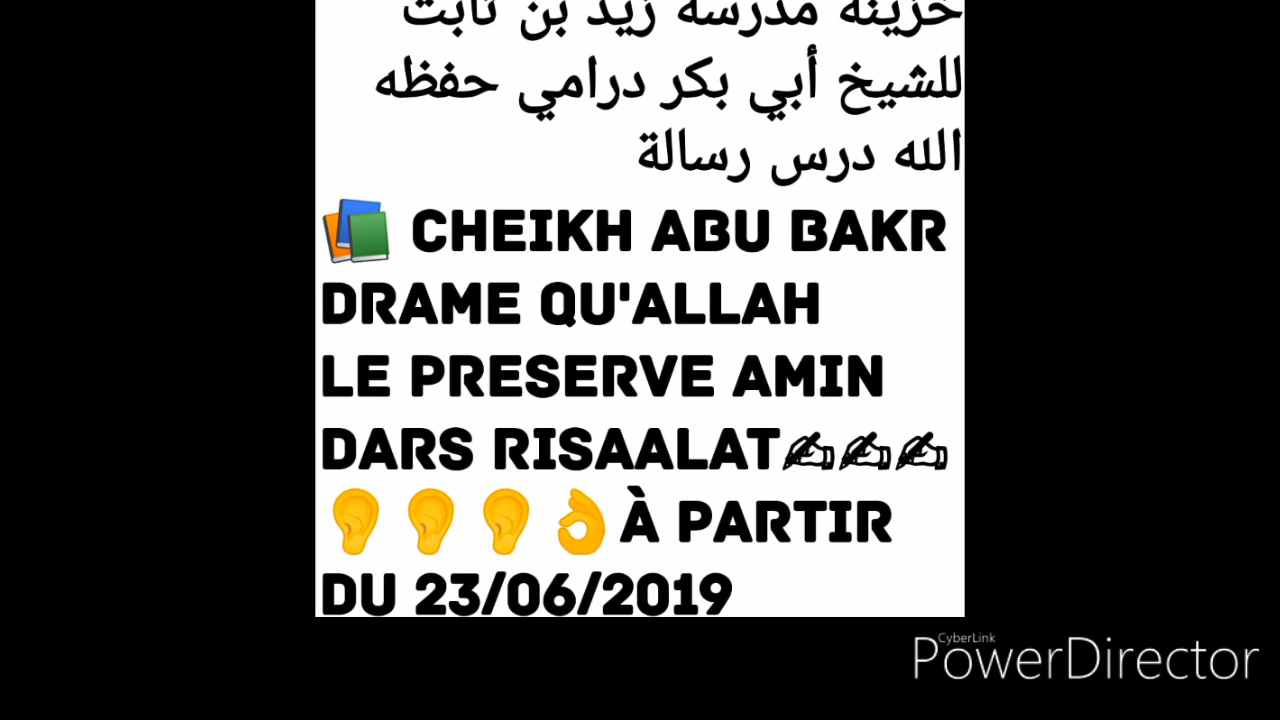 خزينة مدرسة زيد بن ثابت
للشيخ أبي بكر درامي حفظه
الله درس رسالة
📚 CHEIKH ABU BAKR
DRAME QU'ALLAH
LE PRESERVE AMIN
DARS RISAALAT✍✍✍
👂👂👂👌À PARTIR
DU 23/06/2019
CyberLink
PowerDirector